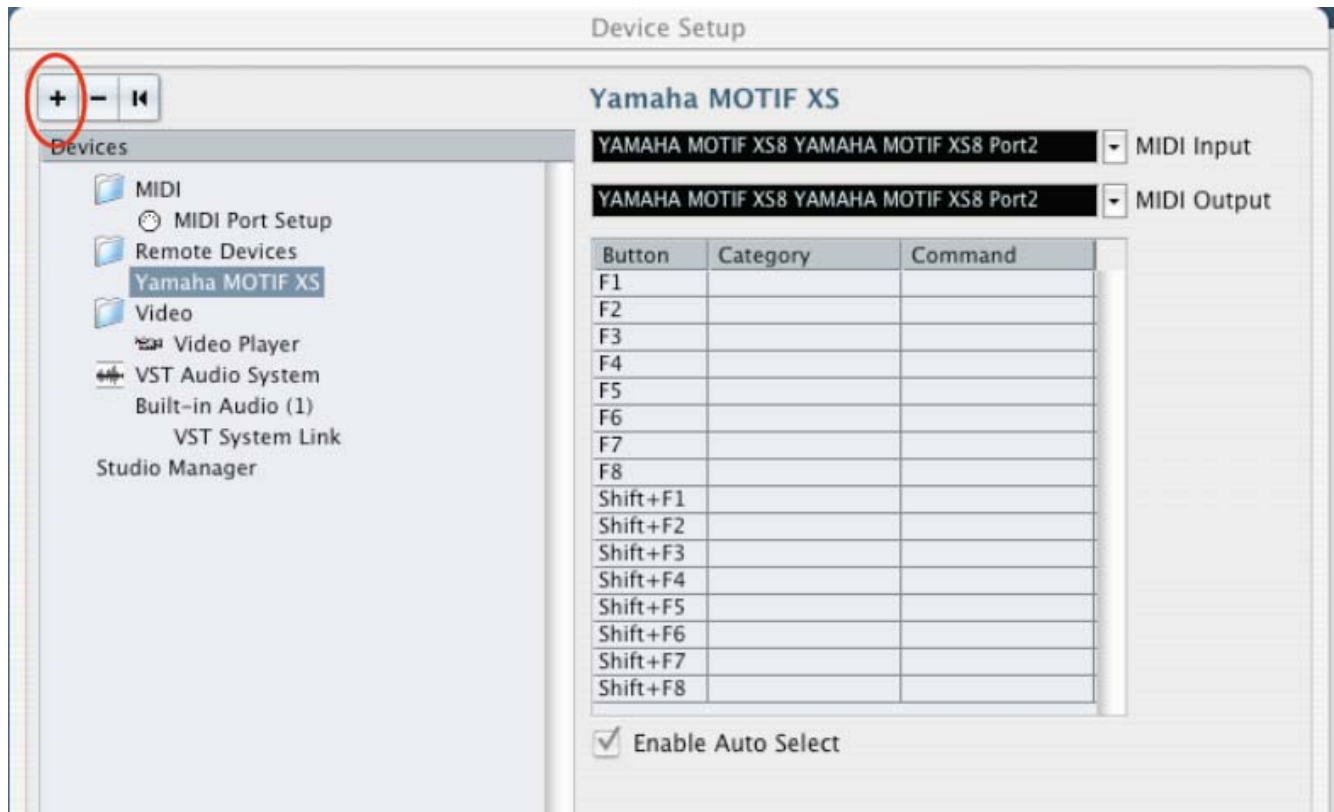 Device Setup
+ -
Devices
MIDI
MIDI Port Setup
Remote Devices
Yamaha MOTIF XS
Video
Video Player
VST Audio System
Built-in Audio (1)
VST System Link
Studio Manager
Yamaha MOTIF XS
YAMAHA MOTIF XS8 YAMAHA MOTIF XS8 Port2 MIDI Input
YAMAHA MOTIF XS8 YAMAHA MOTIF XS8 Port2 MIDI Output
Button Category Command
F1
F2
F3
F4
F5
F6
F7
F8
Shift+F1
Shift+F2
Shift+F3
Shift+F4
Shift+F5
Shift+F6
Shift+F7
Shift+F8
Enable Auto Select